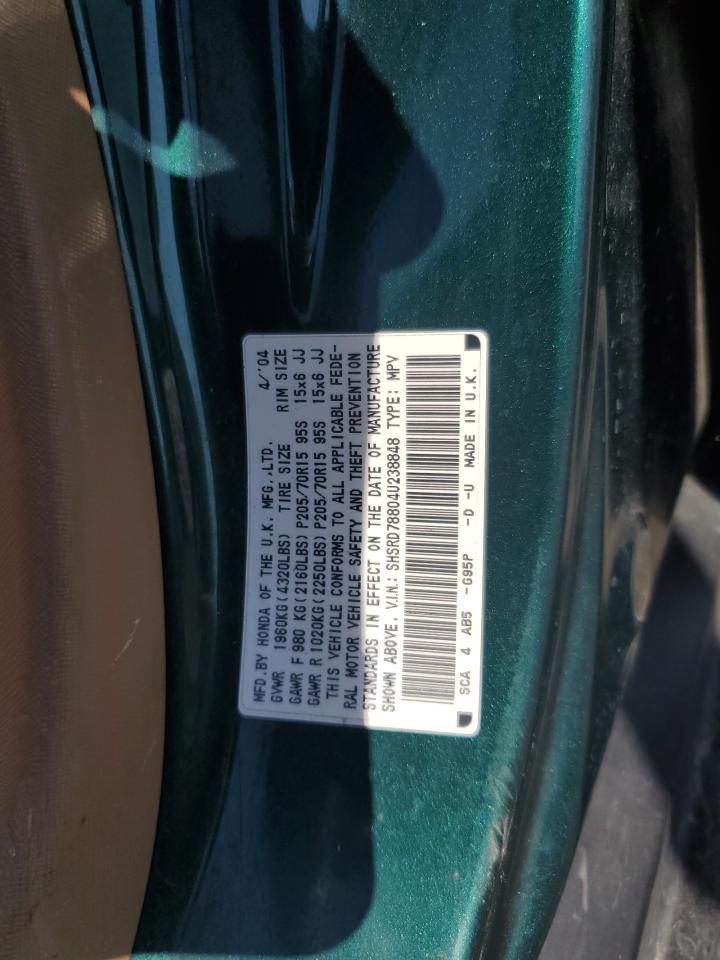 MFD.BY HONDA OF THE U.K. MFG.,LTD. 4/'04
GVWR 1960KG(4320LBS) TIRE SIZE RIM SIZE
GAWR F 980 KG(2160LBS)P205/70R15 95S 15x6 JJ
GAWR R 1020KG(2250LBS)P205/70R15 95S 15x6 JJ
THIS VEHICLE CONFORMS TO ALL APPLICABLE FEDE-
RAL MOTOR VEHICLE SAFETY AND THEFT PREVENTION
STANDARDS IN EFFECT ON THE DATE OF MANUFACTURE
SHOWN ABOVE. V.I.N.: SHSRD78804U238848 TYPE: MPV
SCA 4 AB5 -G95P -D -U MADE IN U.K.